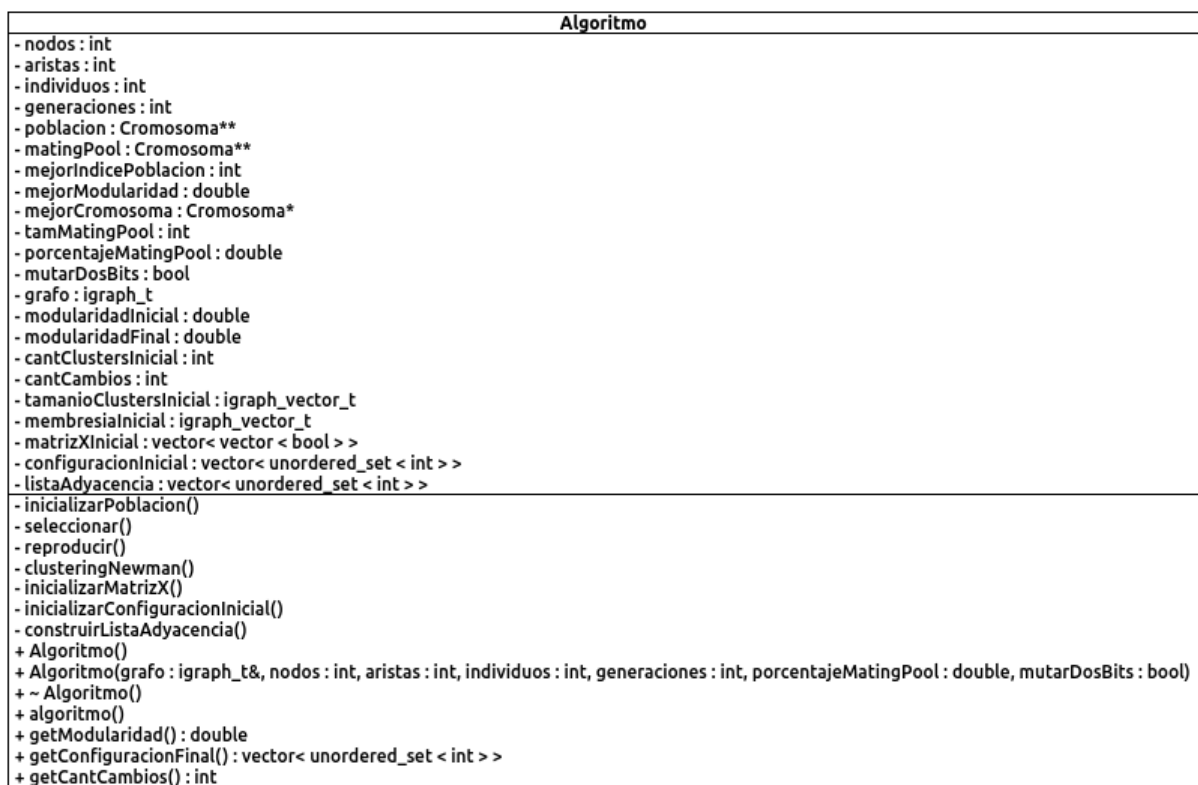 Algoritmo
- nodos : int
- aristas : int
- individuos : int
- generaciones : int
- poblacion : Cromosoma**
- matingPool : Cromosoma**
- mejorIndicePoblacion : int
- mejorModularidad : double
- mejorCromosoma : Cromosoma*
- tamMatingPool : int
- porcentajeMatingPool : double
- mutarDosBits : bool
- grafo : igraph_t
- modularidadInicial : double
- modularidadFinal : double
- cantClustersInicial : int
- cantCambios : int
- tamanioClustersInicial : igraph_vector_t
- membresiaInicial : igraph_vector_t
- matrizXInicial : vector< vector < bool > >
- configuracionInicial : vector< unordered_set < int > >
- listaAdyacencia : vector< unordered_set < int > >
- inicializarPoblacion()
- seleccionar()
- reproducir()
- clusteringNewman()
- inicializarMatrizX()
- inicializarConfiguracionInicial()
- construirListaAdyacencia()
+ Algoritmo()
+ Algoritmo(grafo : igraph_t&, nodos : int, aristas : int, individuos : int, generaciones : int, porcentajeMatingPool : double, mutarDosBits : bool)
+ ~ Algoritmo()
+ algoritmo()
+ getModularidad() : double
+ getConfiguracionFinal() : vector< unordered_set < int > >
+ getCantCambios() : int